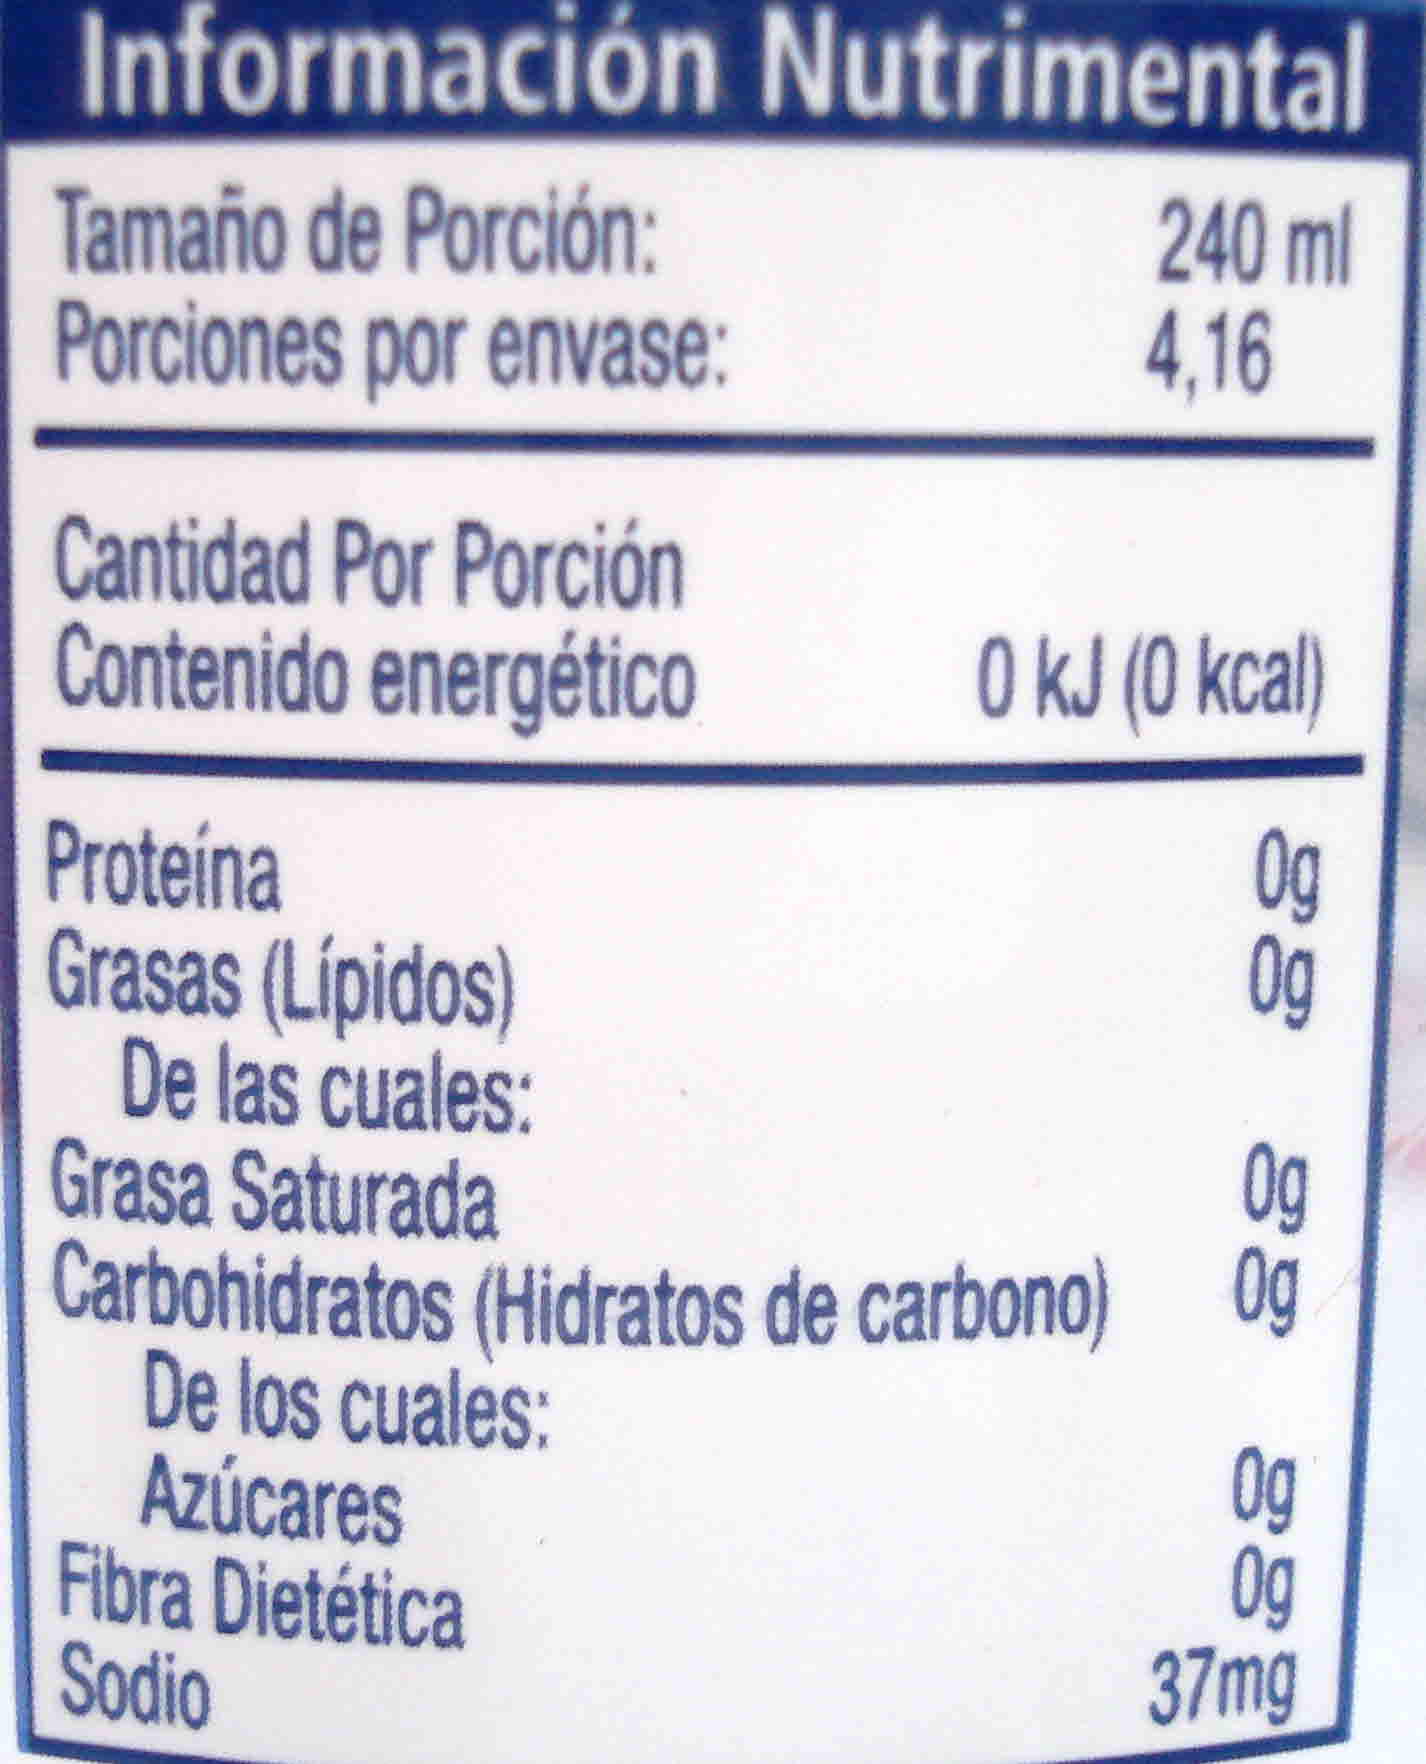 Información Nutrimental
Tamaño de Porción: 240 ml
Porciones por envase: 4,16
Cantidad Por Porción
Contenido energético 0 kJ (0 kcal)
Proteína 0g
Grasas (Lípidos) 0g
De las cuales:
Grasa Saturada 0g
Carbohidratos (Hidratos de carbono) 0g
De los cuales:
Azúcares 0g
Fibra Dietética 0g
Sodio 37mg